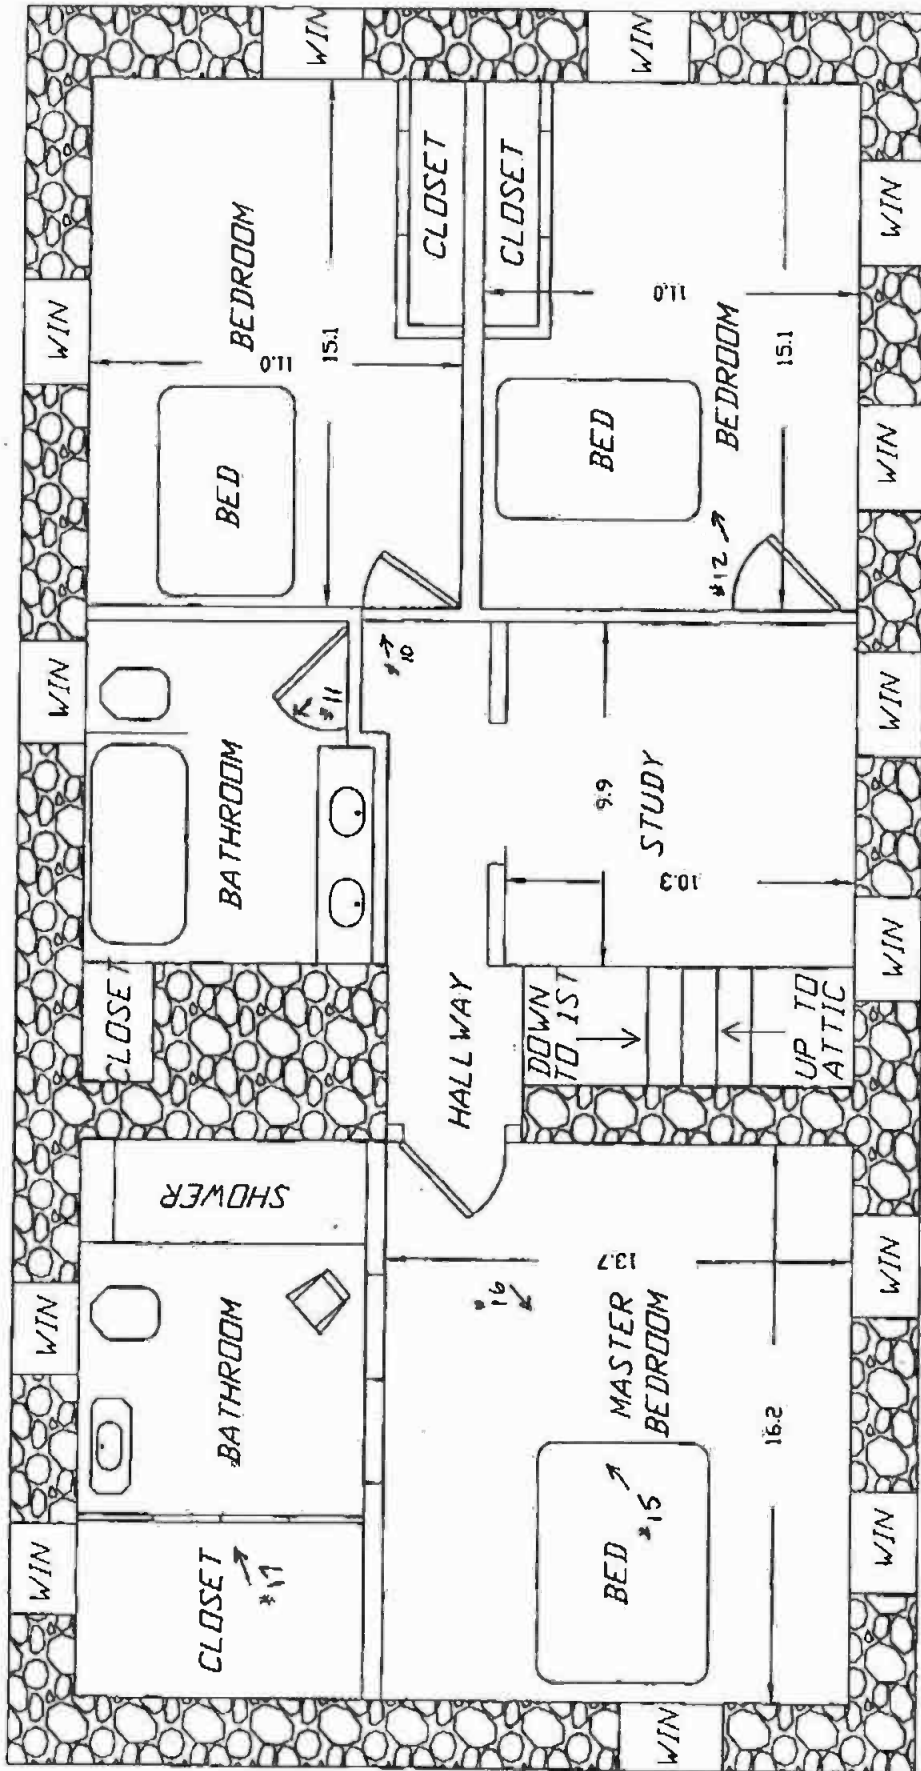 WIN
WIN
WIN
WIN
WIN
CLOSET
BATHROOM
SHOWER
CLOSET
BATHROOM
BEDROOM
BED
11.0
15.1
CLOSET
#17
#11
#10
WIN
WIN
HALLWAY
CLOSET
BED
11.0
BEDROOM
15.1
#12
STUDY
9.9
10.3
DOWN
TO 1ST
UP TO
ATTIC
#16
13.7
MASTER
BEDROOM
16.2
BED
#15
WIN
WIN
WIN
WIN
WIN
WIN
WIN